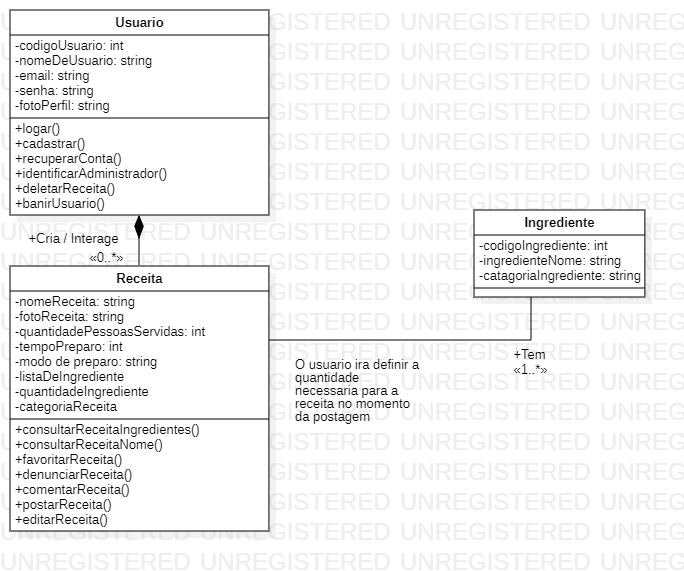 Usuario
-codigoUsuario: int
-nomeDeUsuario: string
-email: string
-senha: string
-fotoPerfil: string
+logar()
+cadastrar()
+recuperarConta()
+identificarAdministrador()
+deletarReceita()
+banirUsuario()
+Cria / Interage
«0..*»
Receita
-nomeReceita: string
-fotoReceita: string
-quantidadePessoasServidas: int
-tempoPreparo: int
-modo de preparo: string
-listaDeIngrediente
-quantidadeIngrediente
-categoriaReceita
+consultarReceitaIngredientes()
+consultarReceitaNome()
+favoritarReceita()
+denunciarReceita()
+comentarReceita()
+postarReceita()
+editarReceita()
Ingrediente
-codigoIngrediente: int
-ingredienteNome: string
-catagoriaIngrediente: string
+Tem
«1..*»
O usuario ira definir a
quantidade
necessaria para a
receita no momento
da postagem
UNREGISTERED UNREGISTERED UNREGISTERED UNREGISTERED